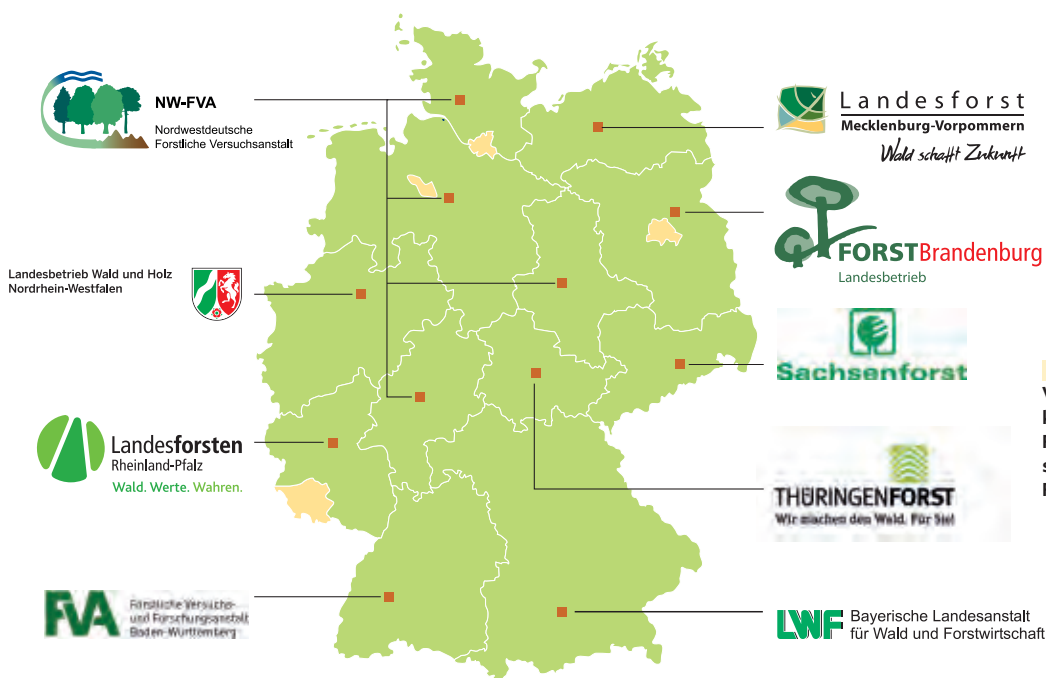 NW-FVA
Nordwestdeutsche
Forstliche Versuchsanstalt
Landesbetrieb Wald und Holz
Nordrhein-Westfalen
Landesforsten
Rheinland-Pfalz
Wald. Werte. Wahren.
FVA
Forstliche Versuchs-
und Forschungsanstalt
Baden-Württemberg
Landesforst
Mecklenburg-Vorpommern
Wald schafft Zukunft
FORSTBrandenburg
Landesbetrieb
Sachsenforst
THÜRINGENFORST
Wir machen den Wald. Für Sie!
LWF
Bayerische Landesanstalt
für Wald und Forstwirtschaft